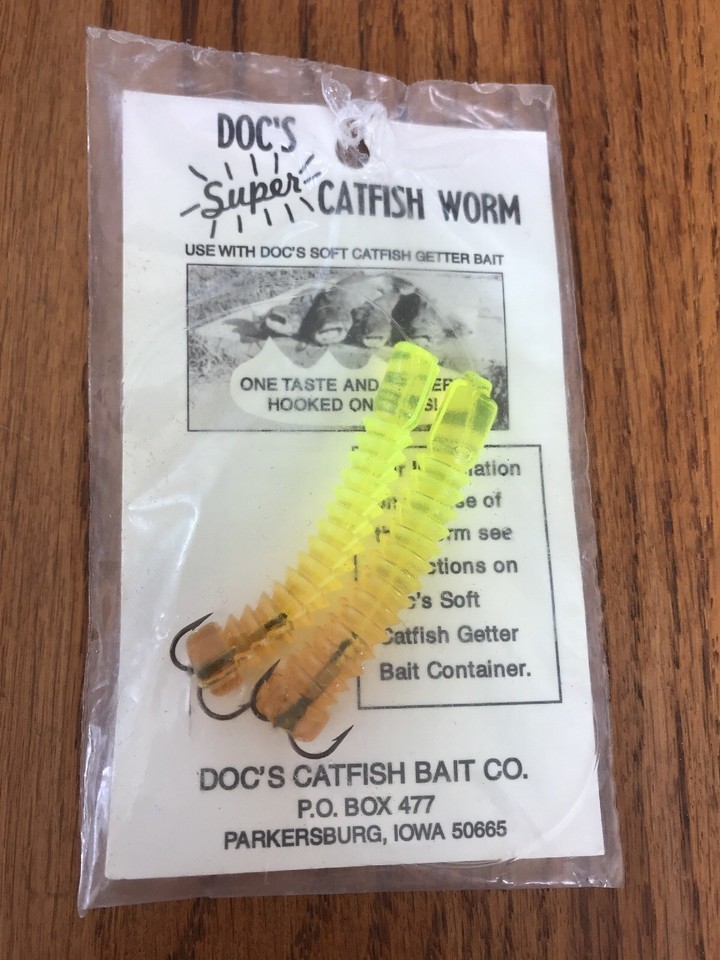 DOC'S
Super CATFISH WORM
USE WITH DOC'S SOFT CATFISH GETTER BAIT
ONE TASTE AND
HOOKED ON
of
see
on
Soft
Catfish Getter
Bait Container.
DOC'S CATFISH BAIT CO.
P.O. BOX 477
PARKERSBURG, IOWA 50665